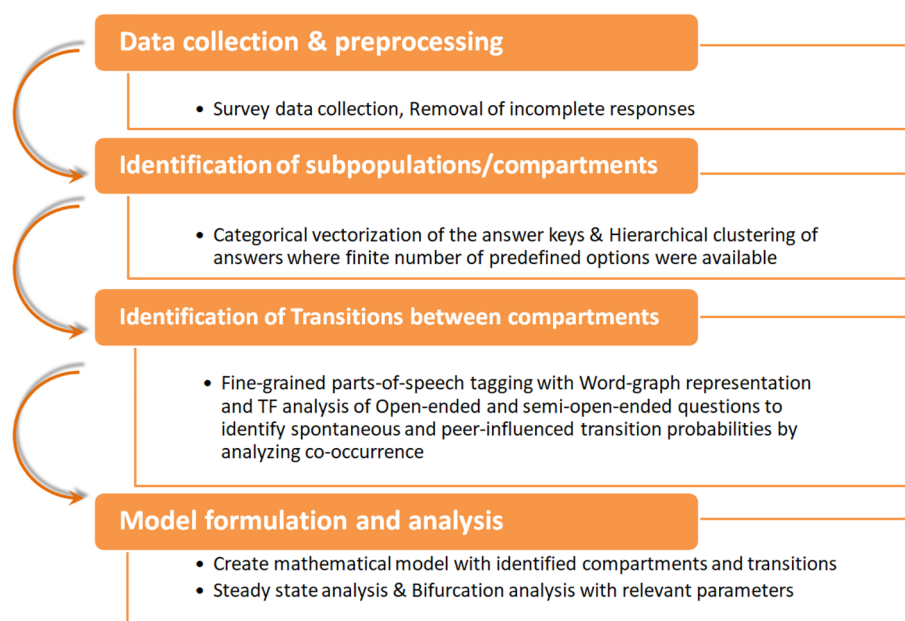 Data collection & preprocessing
• Survey data collection, Removal of incomplete responses
Identification of subpopulations/compartments
• Categorical vectorization of the answer keys & Hierarchical clustering of
answers where finite number of predefined options were available
Identification of Transitions between compartments
• Fine-grained parts-of-speech tagging with Word-graph representation
and TF analysis of Open-ended and semi-open-ended questions to
identify spontaneous and peer-influenced transition probabilities by
analyzing co-occurrence
Model formulation and analysis
• Create mathematical model with identified compartments and transitions
• Steady state analysis & Bifurcation analysis with relevant parameters